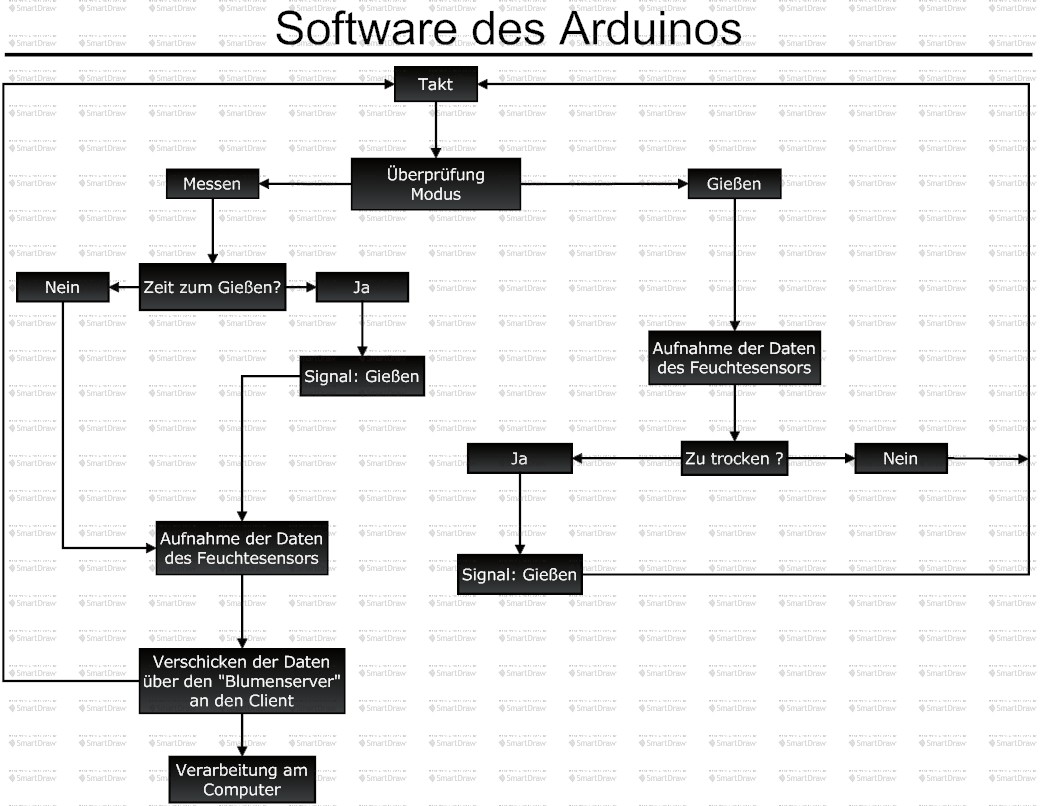 Software des Arduinos
Takt
Überprüfung
Modus
Messen
Gießen
Nein
Zeit zum Gießen?
Ja
Signal: Gießen
Aufnahme der Daten
des Feuchtesensors
Ja
Zu trocken ?
Nein
Aufnahme der Daten
des Feuchtesensors
Signal: Gießen
Verschicken der Daten
über den "Blumenserver"
an den Client
Verarbeitung am
Computer
SmartDraw